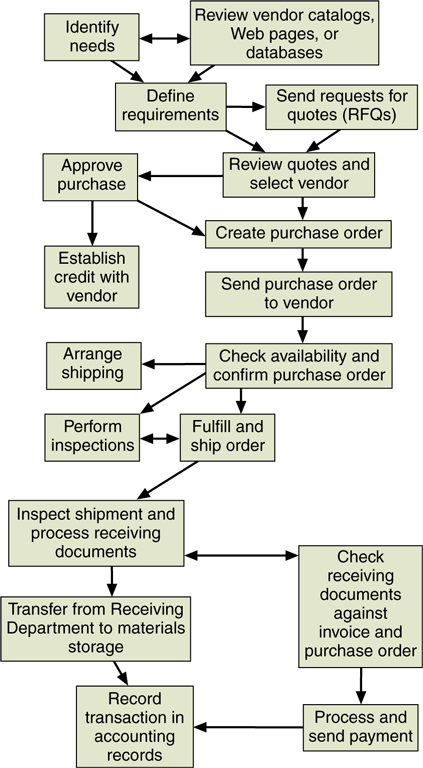 Identify
needs
Review vendor catalogs,
Web pages, or
databases
Define
requirements
Send requests for
quotes (RFQs)
Approve
purchase
Review quotes and
select vendor
Create purchase order
Establish
credit with
vendor
Send purchase order
to vendor
Arrange
shipping
Check availability and
confirm purchase order
Perform
inspections
Fulfill and
ship order
Inspect shipment and
process receiving
documents
Check
receiving
documents
against
invoice and
purchase order
Transfer from Receiving
Department to materials
storage
Record
transaction in
accounting
records
Process and
send payment